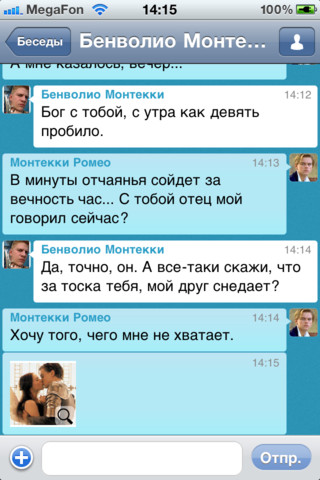 MegaFon 14:15 100%
Беседы Бенволио Монте...
А мне казалось, вечер...
Бенволио Монтекки 14:12
Бог с тобой, с утра как девять
пробило.
Монтекки Ромео 14:13
В минуты отчаянья сойдет за
вечность час... С тобой отец мой
говорил сейчас?
Бенволио Монтекки 14:14
Да, точно, он. А все-таки скажи, что
за тоска тебя, мой друг снедает?
Монтекки Ромео 14:14
Хочу того, чего мне не хватает.
14:15
Отпр.